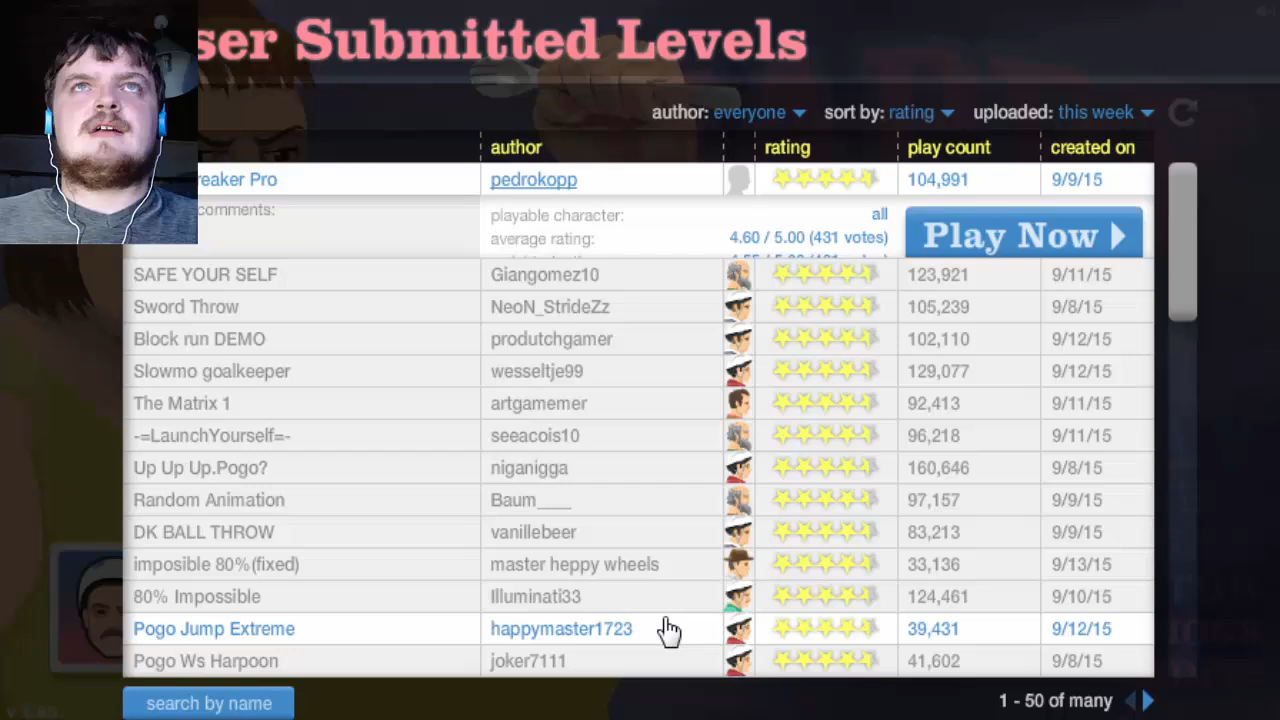 ser Submitted Levels
author: everyone sort by: rating uploaded: this week
author rating play count created on
reaker Pro pedrokopp 104,991 9/9/15
comments: playable character: all
average rating: 4.60 / 5.00 (431 votes)
Play Now
SAFE YOUR SELF Giangomez10 123,921 9/11/15
Sword Throw NeoN_StrideZz 105,239 9/8/15
Block run DEMO produtchgamer 102,110 9/12/15
Slowmo goalkeeper wesseltje99 129,077 9/12/15
The Matrix 1 artgamemer 92,413 9/11/15
-=LaunchYourself=- seeacois10 96,218 9/11/15
Up Up Up.Pogo? niganigga 160,646 9/8/15
Random Animation Baum____ 97,157 9/9/15
DK BALL THROW vanillebeer 83,213 9/9/15
imposible 80%(fixed) master heppy wheels 33,136 9/13/15
80% Impossible Illuminati33 124,461 9/10/15
Pogo Jump Extreme happymaster1723 39,431 9/12/15
Pogo Ws Harpoon joker7111 41,602 9/8/15
search by name 1 - 50 of many